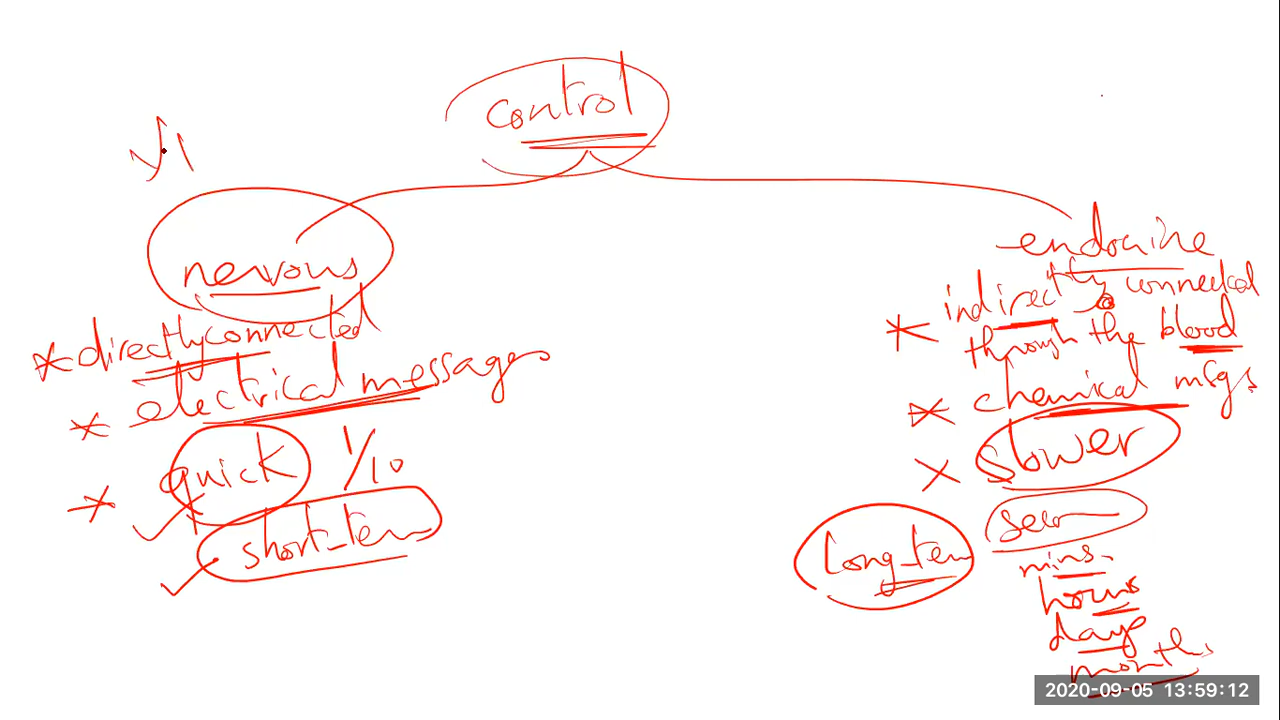 control
nervous
* directly connected
* electrical messages
* quick 1/10
short-term
endocrine
* indirectly connected
through the blood
* chemical msgs
* slower
long-term
mins.
hours
days
months
2020-09-05 13:59:12